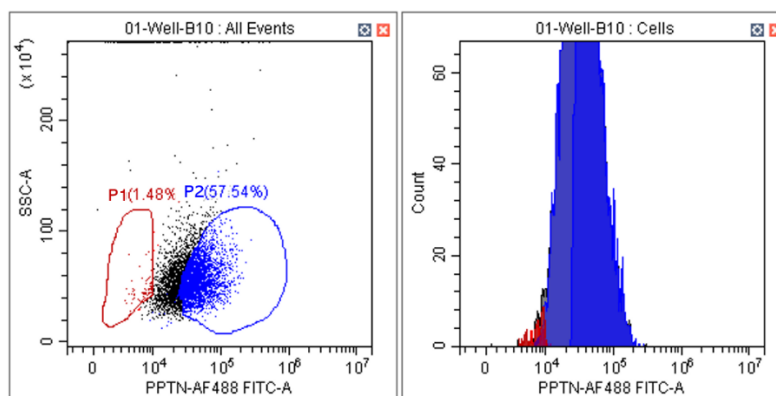 01-Well-B10 : All Events
(x 10⁴)
SSC-A
200
100
0
P1(1.48%
P2(57.54%)
0 10⁴ 10⁵ 10⁶ 10⁷
PPTN-AF488 FITC-A
01-Well-B10 : Cells
Count
60
40
20
0
0 10⁴ 10⁵ 10⁶ 10⁷
PPTN-AF488 FITC-A